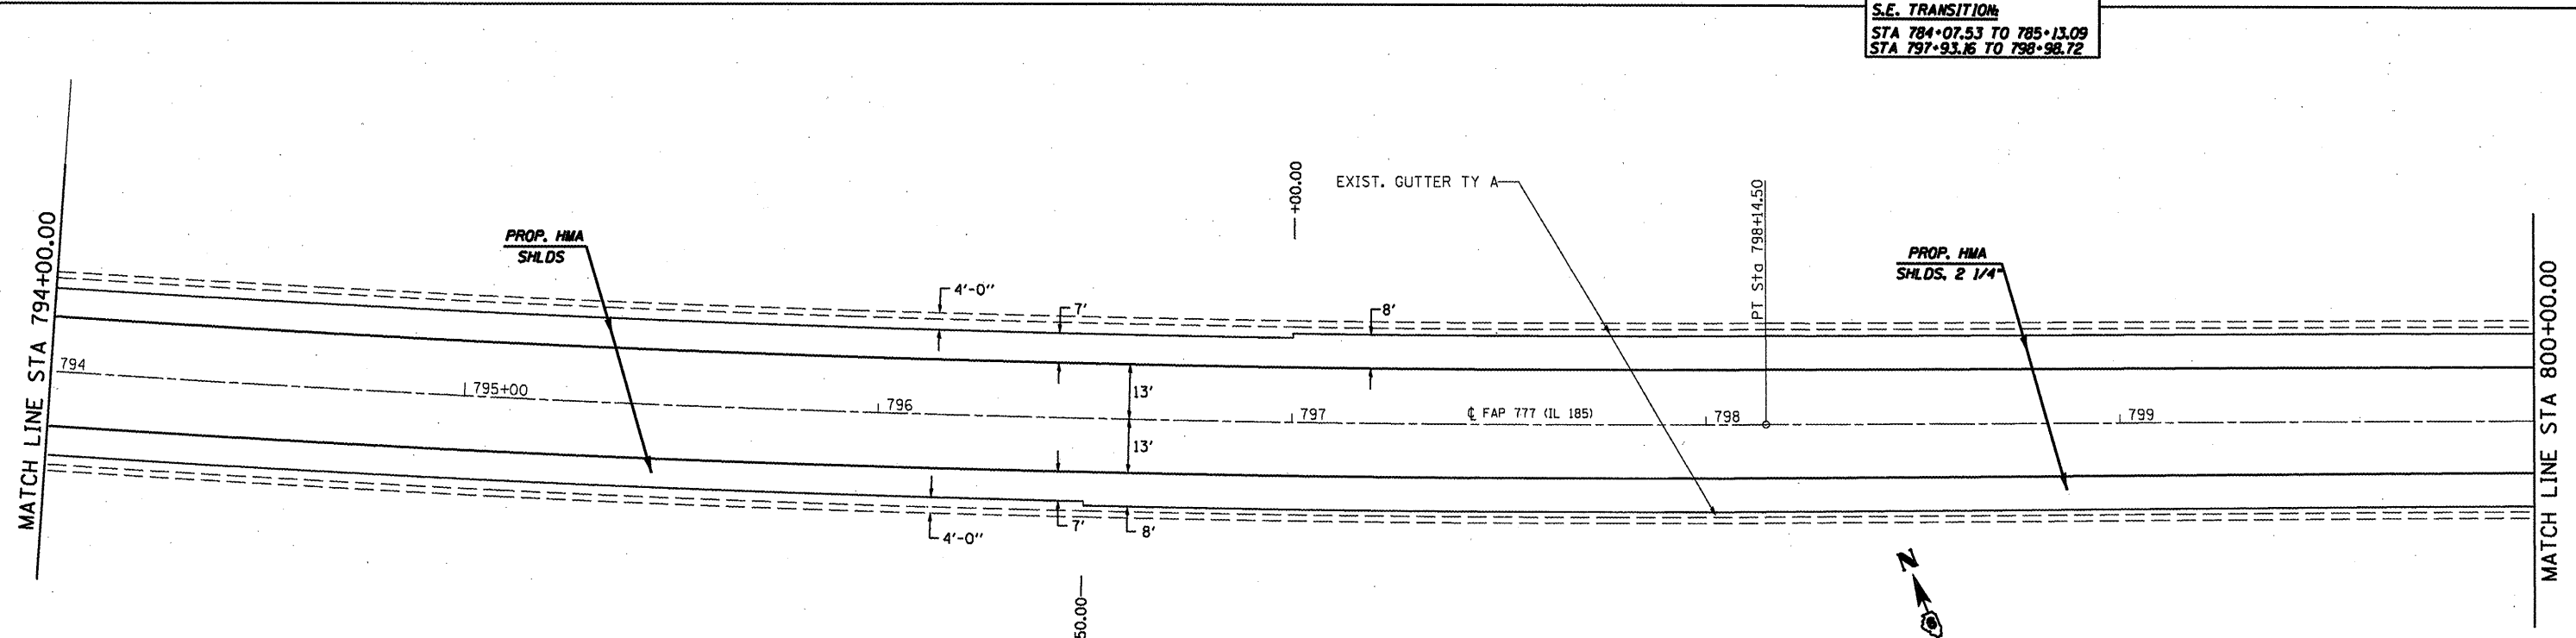 S.E. TRANSITION:
STA 784+07.53 TO 785+13.09
STA 797+93.16 TO 798+98.72
MATCH LINE STA 794+00.00
PROP. HMA
SHLDS
4'-0"
7'
+00.00
8'
EXIST. GUTTER TY A
PT Sta 798+14.50
PROP. HMA
SHLDS, 2 1/4"
MATCH LINE STA 800+00.00
794
795+00
796
13'
797
℄ FAP 777 (IL 185)
798
799
13'
4'-0"
7'
8'
50.00
N